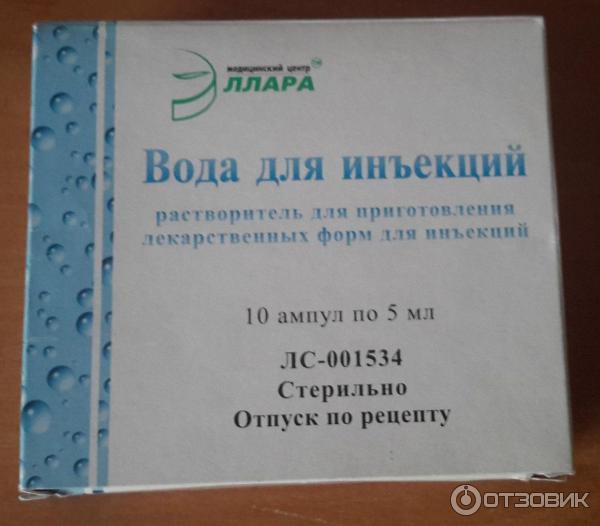 медицинский центр TM
ЭЛЛАРА
Вода для инъекций
растворитель для приготовления
лекарственных форм для инъекций
10 ампул по 5 мл
ЛС-001534
Стерильно
Отпуск по рецепту
ОТЗОВИК